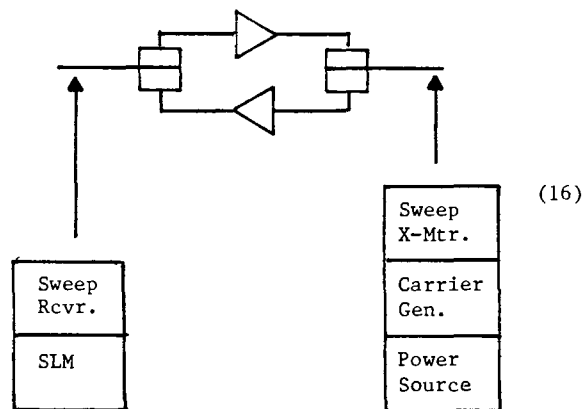 (16)
Sweep
X-Mtr.
Carrier
Gen.
Power
Source
Sweep
Rcvr.
SLM